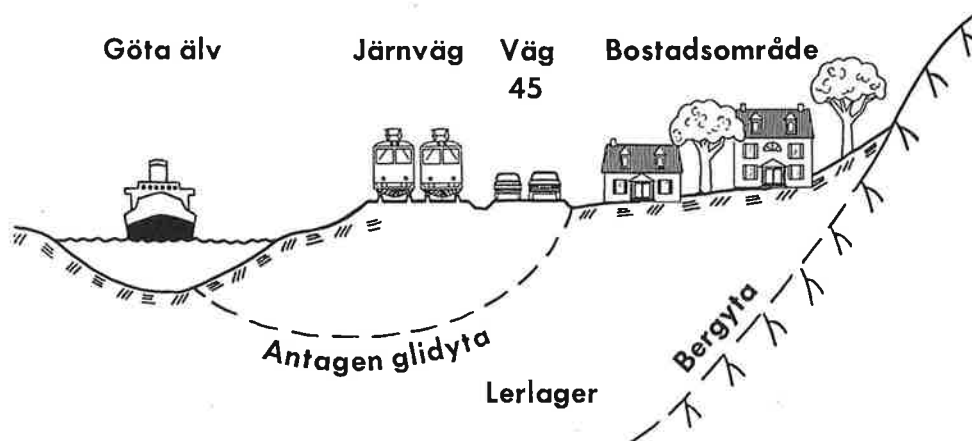 Göta älv
Järnväg
Väg
45
Bostadsområde
Antagen glidyta
Bergyta
Lerlager